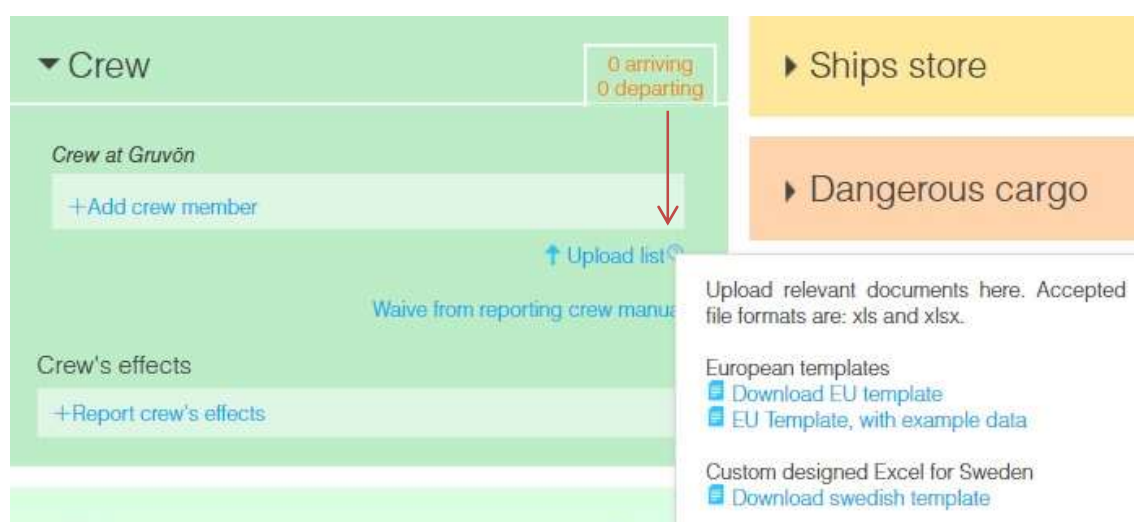 Crew
0 arriving
0 departing
Crew at Gruvön
+Add crew member
Upload list
Waive from reporting crew manua
Crew's effects
+Report crew's effects
Ships store
Dangerous cargo
Upload relevant documents here. Accepted
file formats are: xls and xlsx.
European templates
Download EU template
EU Template, with example data
Custom designed Excel for Sweden
Download swedish template